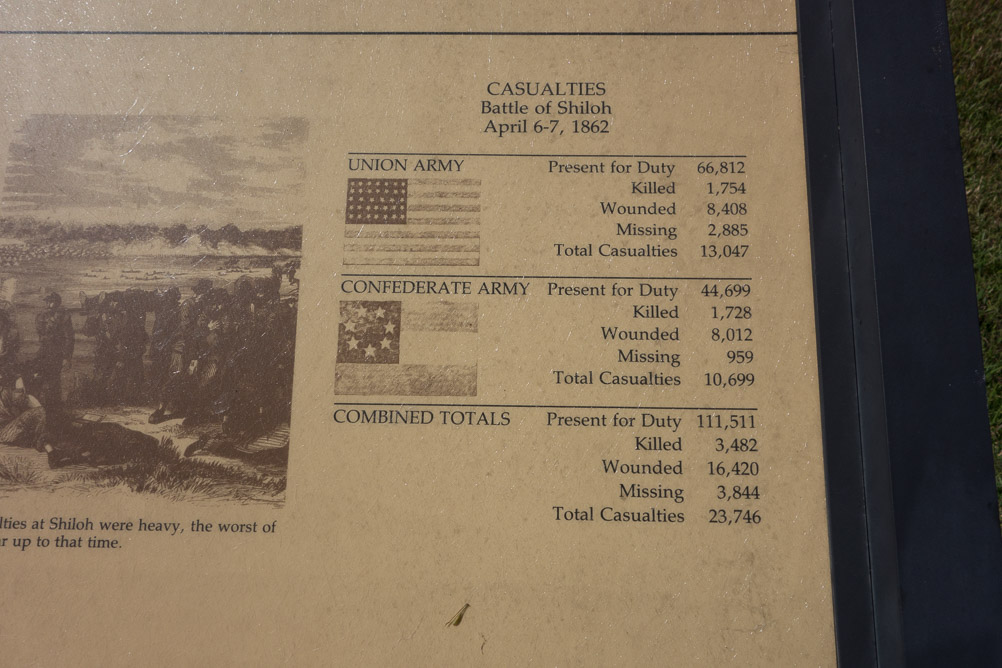 CASUALTIES
Battle of Shiloh
April 6-7, 1862
UNION ARMY Present for Duty 66,812
Killed 1,754
Wounded 8,408
Missing 2,885
Total Casualties 13,047
CONFEDERATE ARMY Present for Duty 44,699
Killed 1,728
Wounded 8,012
Missing 959
Total Casualties 10,699
COMBINED TOTALS Present for Duty 111,511
Killed 3,482
Wounded 16,420
Missing 3,844
Total Casualties 23,746
lties at Shiloh were heavy, the worst of
r up to that time.